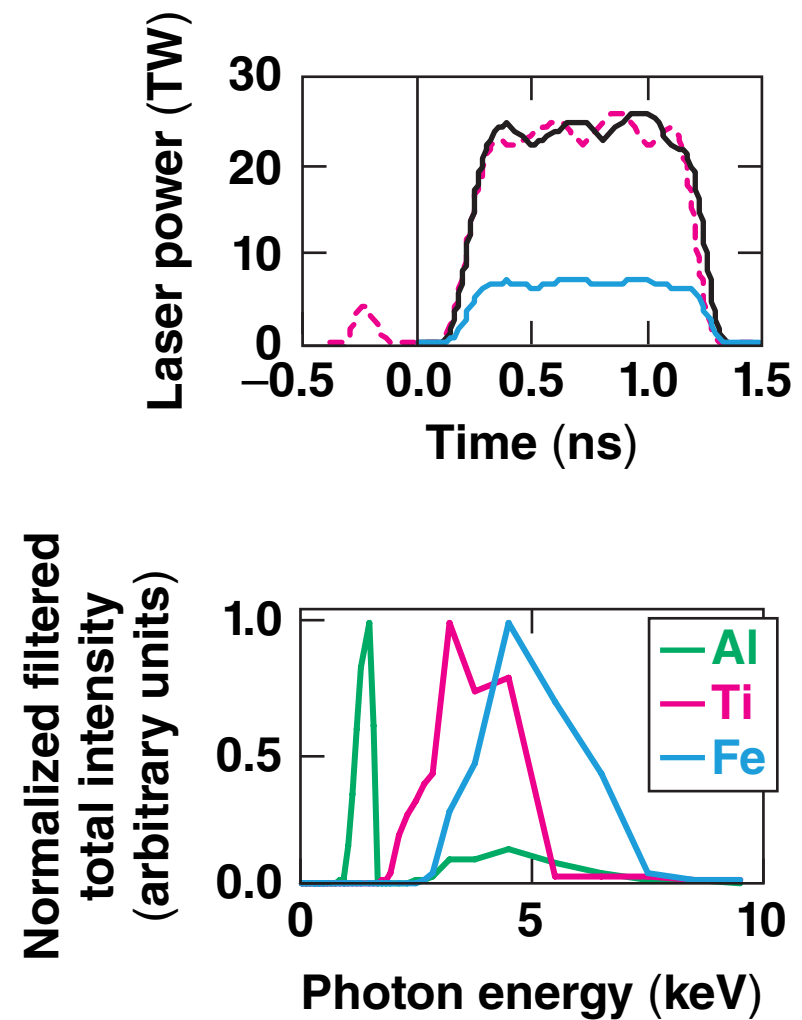 Laser power (TW)
30
20
10
0
–0.5 0.0 0.5 1.0 1.5
Time (ns)
Normalized filtered
total intensity
(arbitrary units)
1.0
0.5
0.0
Al
Ti
Fe
0 5 10
Photon energy (keV)